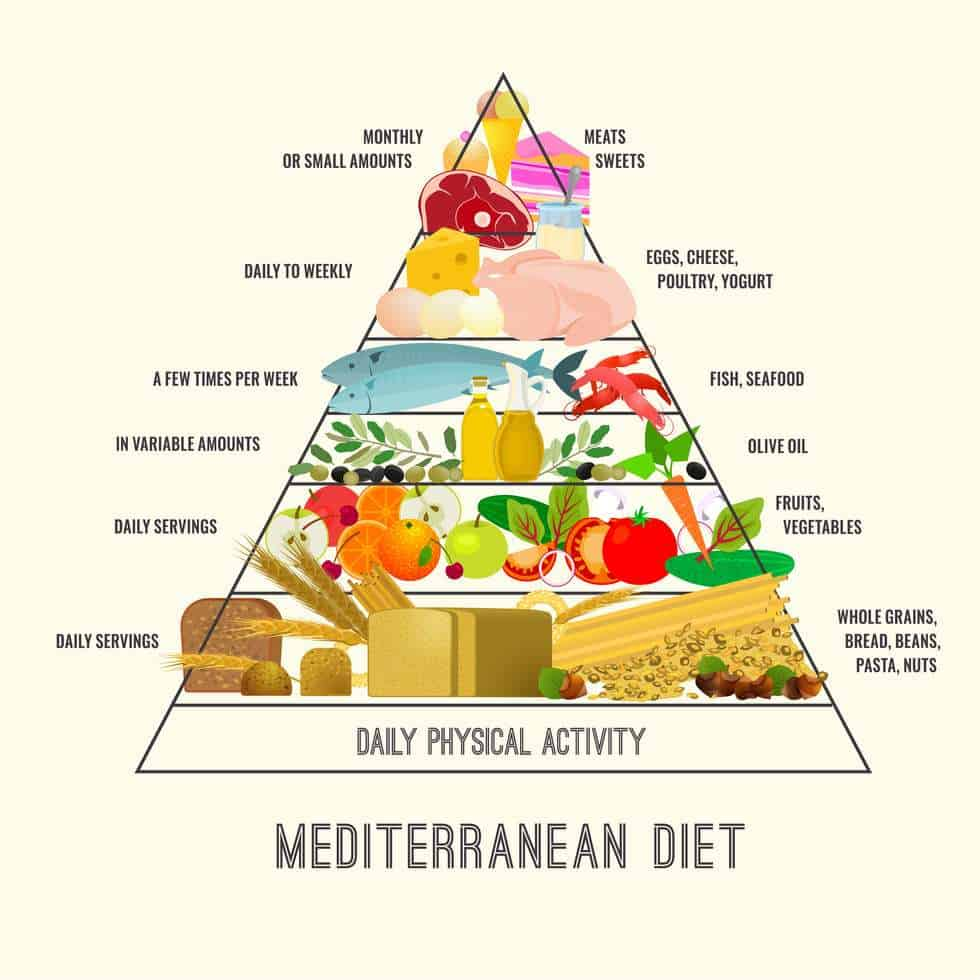 MONTHLY
OR SMALL AMOUNTS
MEATS
SWEETS
DAILY TO WEEKLY
EGGS, CHEESE,
POULTRY, YOGURT
A FEW TIMES PER WEEK
FISH, SEAFOOD
IN VARIABLE AMOUNTS
OLIVE OIL
DAILY SERVINGS
FRUITS,
VEGETABLES
DAILY SERVINGS
WHOLE GRAINS,
BREAD, BEANS,
PASTA, NUTS
DAILY PHYSICAL ACTIVITY
MEDITERRANEAN DIET